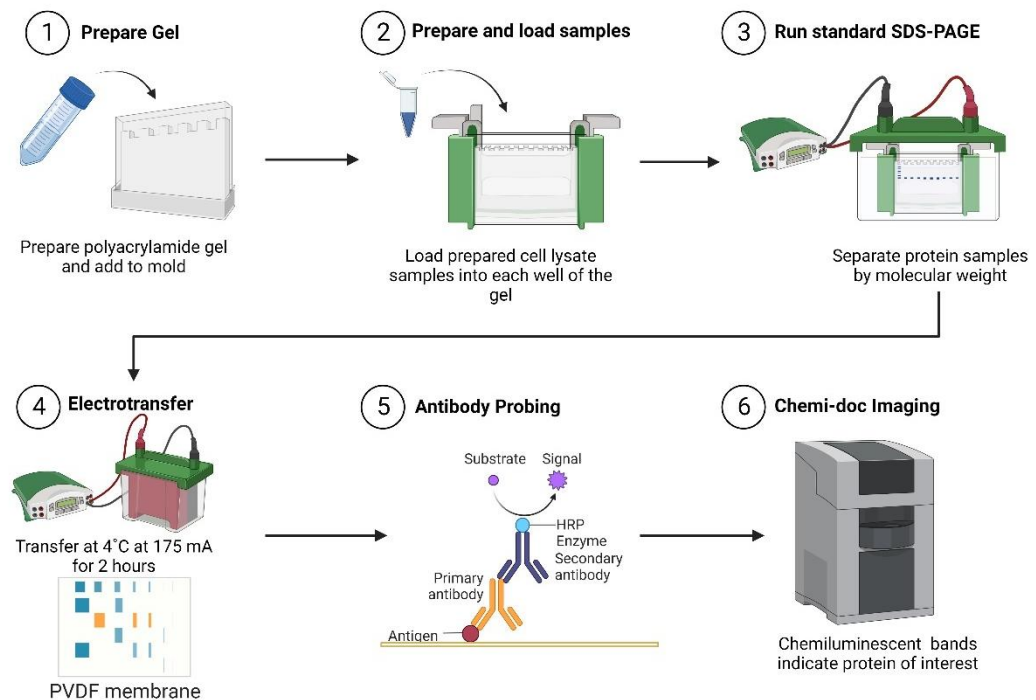 1 Prepare Gel
Prepare polyacrylamide gel
and add to mold
2 Prepare and load samples
Load prepared cell lysate
samples into each well of the
gel
3 Run standard SDS-PAGE
Separate protein samples
by molecular weight
4 Electrotransfer
Transfer at 4˚C at 175 mA
for 2 hours
PVDF membrane
5 Antibody Probing
Substrate
Signal
HRP
Enzyme
Secondary
antibody
Primary
antibody
Antigen
6 Chemi-doc Imaging
Chemiluminescent bands
indicate protein of interest